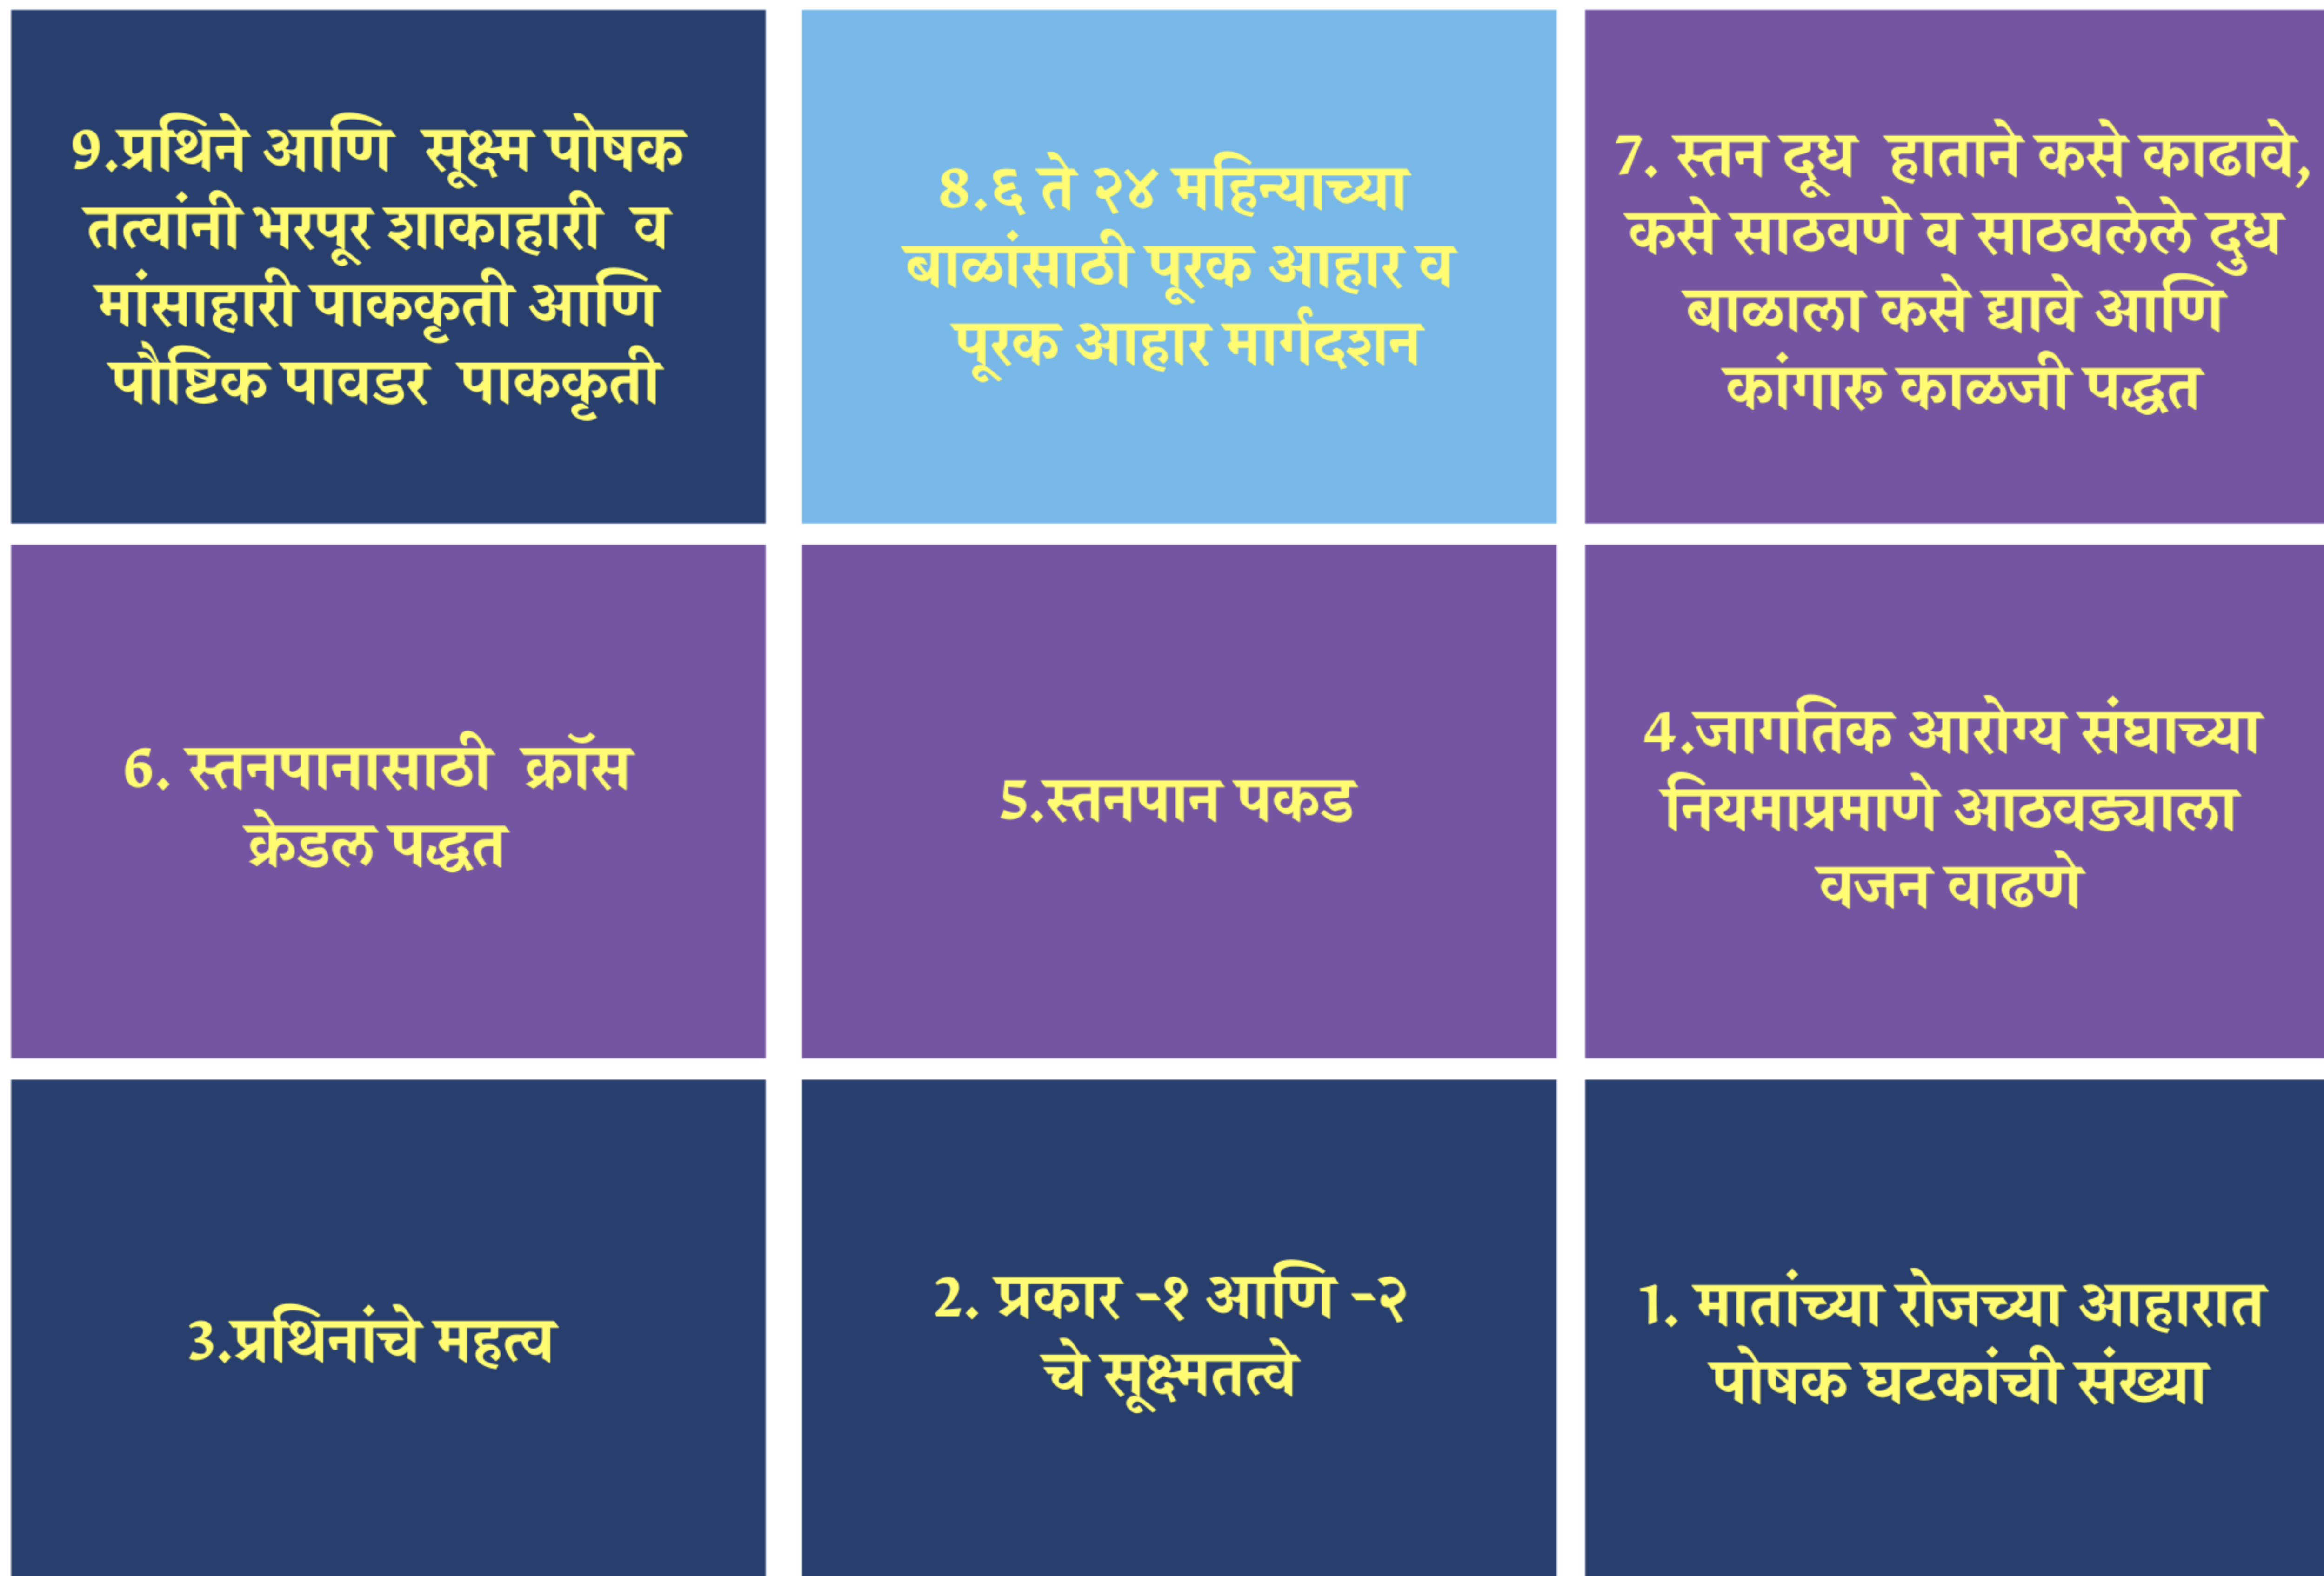 9.प्रथिने आणि सूक्ष्म पोषक
तत्वांनी भरपूर शाकाहारी व
मांसाहारी पाककृती आणि
पौष्टिक पावडर पाककृती
8.६ ते २४ महिन्याच्या
बाळांसाठी पूरक आहार व
पूरक आहार मार्गदर्शन
7. स्तन दूध हाताने कसे काढावे,
कसे साठवणे व साठवलेले दुध
बाळाला कसे द्यावे आणि
कांगारु काळजी पद्धत
6. स्तनपानासाठी क्रॉस
क्रेडल पद्धत
5.स्तनपान पकड
4.जागतिक आरोग्य संस्थाच्या
नियमाप्रमाणे आठवड्याला
वजन वाढणे
3.प्रथिनांचे महत्व
2. प्रकार -१ आणि -२
चे सूक्ष्मतत्वे
1. मातांच्या रोजच्या आहारात
पोषक घटकांची संख्या